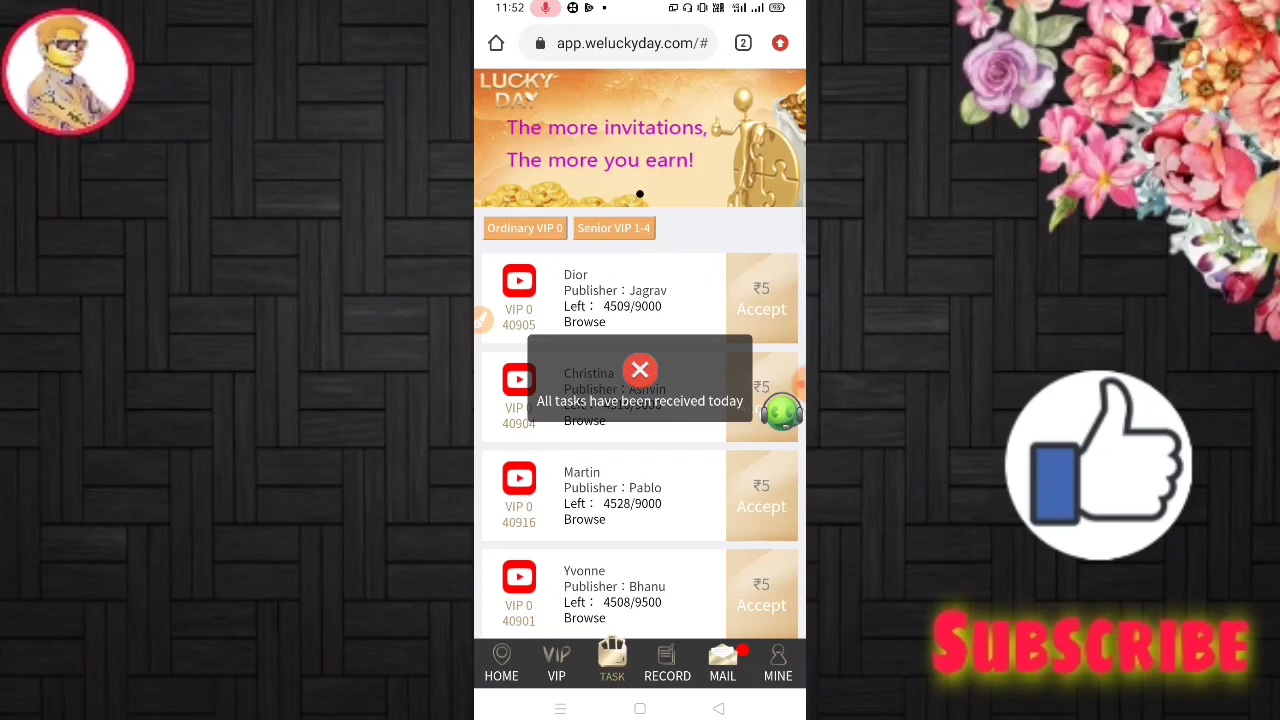 11:52
93
app.weluckyday.com/#
2
LUCKY
DAY
The more invitations,
The more you earn!
Ordinary VIP 0
Senior VIP 1-4
Dior
Publisher：Jagrav
Left： 4509/9000
Browse
VIP 0
40905
₹5
Accept
Christina
Publisher：Ashvin
Browse
VIP 0
40904
₹5
All tasks have been received today
Martin
Publisher：Pablo
Left： 4528/9000
Browse
VIP 0
40916
₹5
Accept
Yvonne
Publisher：Bhanu
Left： 4508/9500
Browse
VIP 0
40901
₹5
Accept
HOME
VIP
VIP
TASK
RECORD
MAIL
MINE
SUBSCRIBE